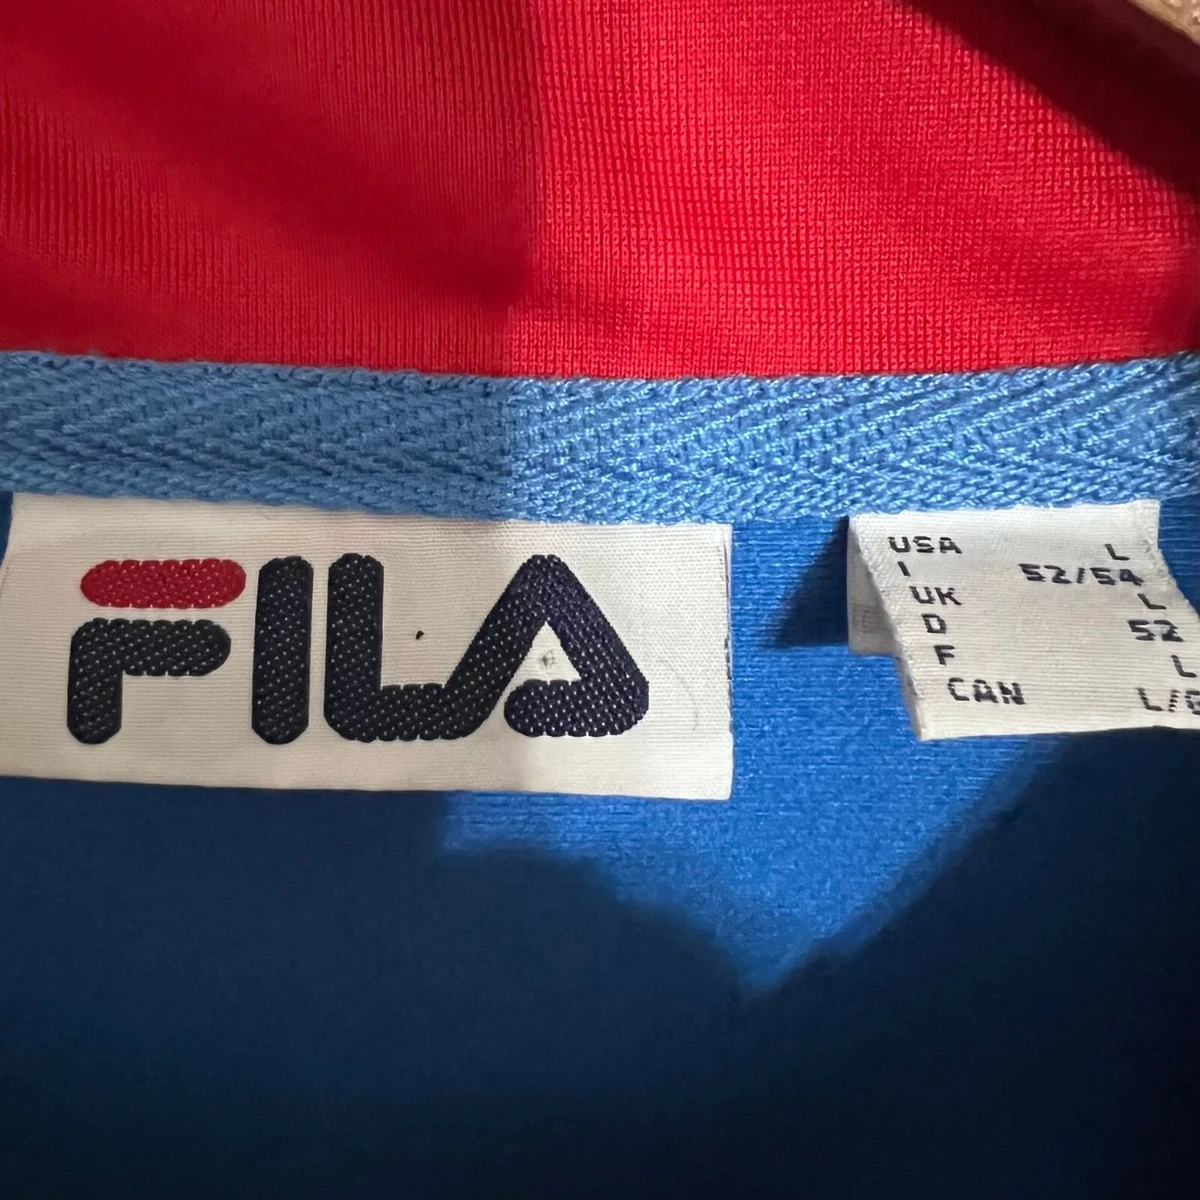 FILA
USA L
I 52/54
UK L
D 52
F L
CAN